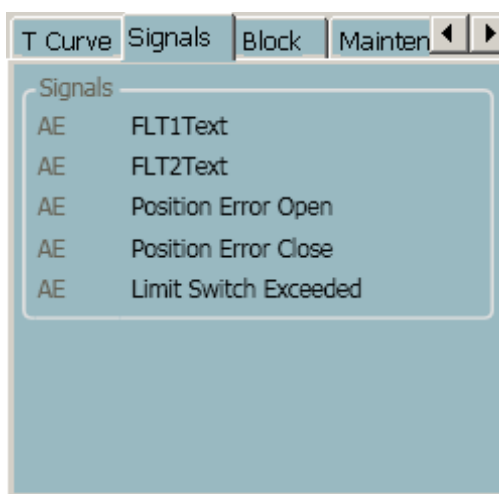 T Curve Signals Block Mainten
Signals
AE FLT1Text
AE FLT2Text
AE Position Error Open
AE Position Error Close
AE Limit Switch Exceeded